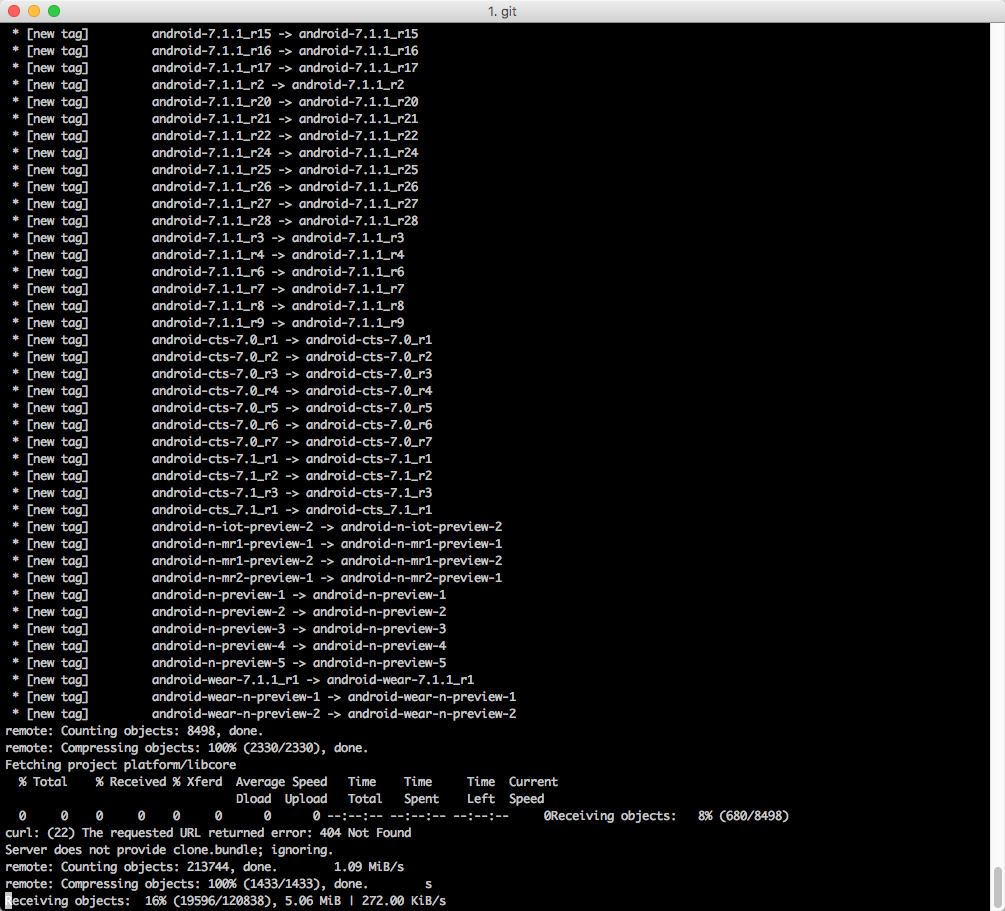 1. git
* [new tag] android-7.1.1_r15 -> android-7.1.1_r15
* [new tag] android-7.1.1_r16 -> android-7.1.1_r16
* [new tag] android-7.1.1_r17 -> android-7.1.1_r17
* [new tag] android-7.1.1_r2 -> android-7.1.1_r2
* [new tag] android-7.1.1_r20 -> android-7.1.1_r20
* [new tag] android-7.1.1_r21 -> android-7.1.1_r21
* [new tag] android-7.1.1_r22 -> android-7.1.1_r22
* [new tag] android-7.1.1_r24 -> android-7.1.1_r24
* [new tag] android-7.1.1_r25 -> android-7.1.1_r25
* [new tag] android-7.1.1_r26 -> android-7.1.1_r26
* [new tag] android-7.1.1_r27 -> android-7.1.1_r27
* [new tag] android-7.1.1_r28 -> android-7.1.1_r28
* [new tag] android-7.1.1_r3 -> android-7.1.1_r3
* [new tag] android-7.1.1_r4 -> android-7.1.1_r4
* [new tag] android-7.1.1_r6 -> android-7.1.1_r6
* [new tag] android-7.1.1_r7 -> android-7.1.1_r7
* [new tag] android-7.1.1_r8 -> android-7.1.1_r8
* [new tag] android-7.1.1_r9 -> android-7.1.1_r9
* [new tag] android-cts-7.0_r1 -> android-cts-7.0_r1
* [new tag] android-cts-7.0_r2 -> android-cts-7.0_r2
* [new tag] android-cts-7.0_r3 -> android-cts-7.0_r3
* [new tag] android-cts-7.0_r4 -> android-cts-7.0_r4
* [new tag] android-cts-7.0_r5 -> android-cts-7.0_r5
* [new tag] android-cts-7.0_r6 -> android-cts-7.0_r6
* [new tag] android-cts-7.0_r7 -> android-cts-7.0_r7
* [new tag] android-cts-7.1_r1 -> android-cts-7.1_r1
* [new tag] android-cts-7.1_r2 -> android-cts-7.1_r2
* [new tag] android-cts-7.1_r3 -> android-cts-7.1_r3
* [new tag] android-cts_7.1_r1 -> android-cts_7.1_r1
* [new tag] android-n-iot-preview-2 -> android-n-iot-preview-2
* [new tag] android-n-mr1-preview-1 -> android-n-mr1-preview-1
* [new tag] android-n-mr1-preview-2 -> android-n-mr1-preview-2
* [new tag] android-n-mr2-preview-1 -> android-n-mr2-preview-1
* [new tag] android-n-preview-1 -> android-n-preview-1
* [new tag] android-n-preview-2 -> android-n-preview-2
* [new tag] android-n-preview-3 -> android-n-preview-3
* [new tag] android-n-preview-4 -> android-n-preview-4
* [new tag] android-n-preview-5 -> android-n-preview-5
* [new tag] android-wear-7.1.1_r1 -> android-wear-7.1.1_r1
* [new tag] android-wear-n-preview-1 -> android-wear-n-preview-1
* [new tag] android-wear-n-preview-2 -> android-wear-n-preview-2
remote: Counting objects: 8498, done.
remote: Compressing objects: 100% (2330/2330), done.
Fetching project platform/libcore
% Total % Received % Xferd Average Speed Time Time Time Current
Dload Upload Total Spent Left Speed
0 0 0 0 0 0 0 0 --:--:-- --:--:-- --:--:-- 0Receiving objects: 8% (680/8498)
curl: (22) The requested URL returned error: 404 Not Found
Server does not provide clone.bundle; ignoring.
remote: Counting objects: 213744, done. 1.09 MiB/s
remote: Compressing objects: 100% (1433/1433), done. s
Receiving objects: 16% (19596/120838), 5.06 MiB | 272.00 KiB/s